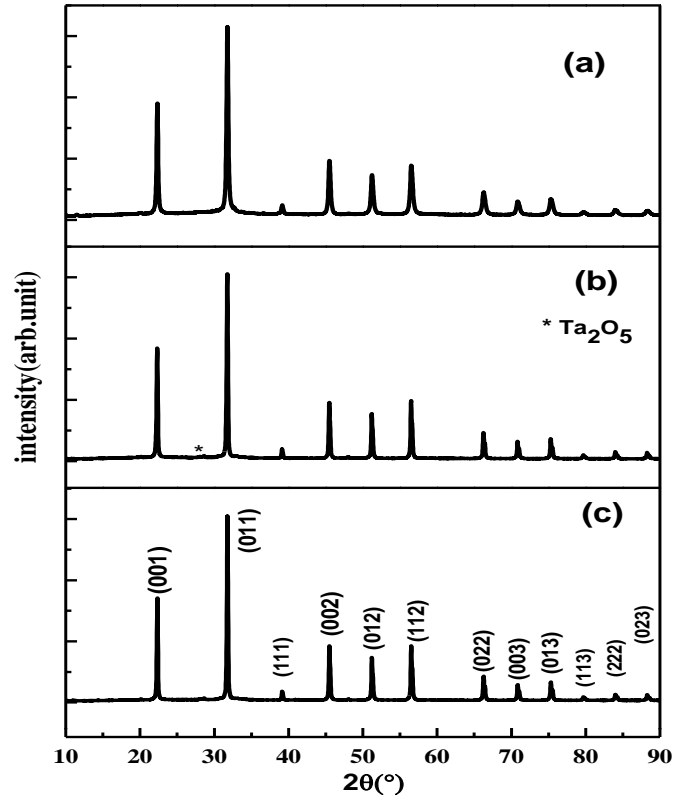 (a)
(b)
* Ta2O5
*
(c)
(001)
(011)
(111)
(002)
(012)
(112)
(022)
(003)
(013)
(113)
(222)
(023)
intensity(arb.unit)
10 20 30 40 50 60 70 80 90
2θ(°)